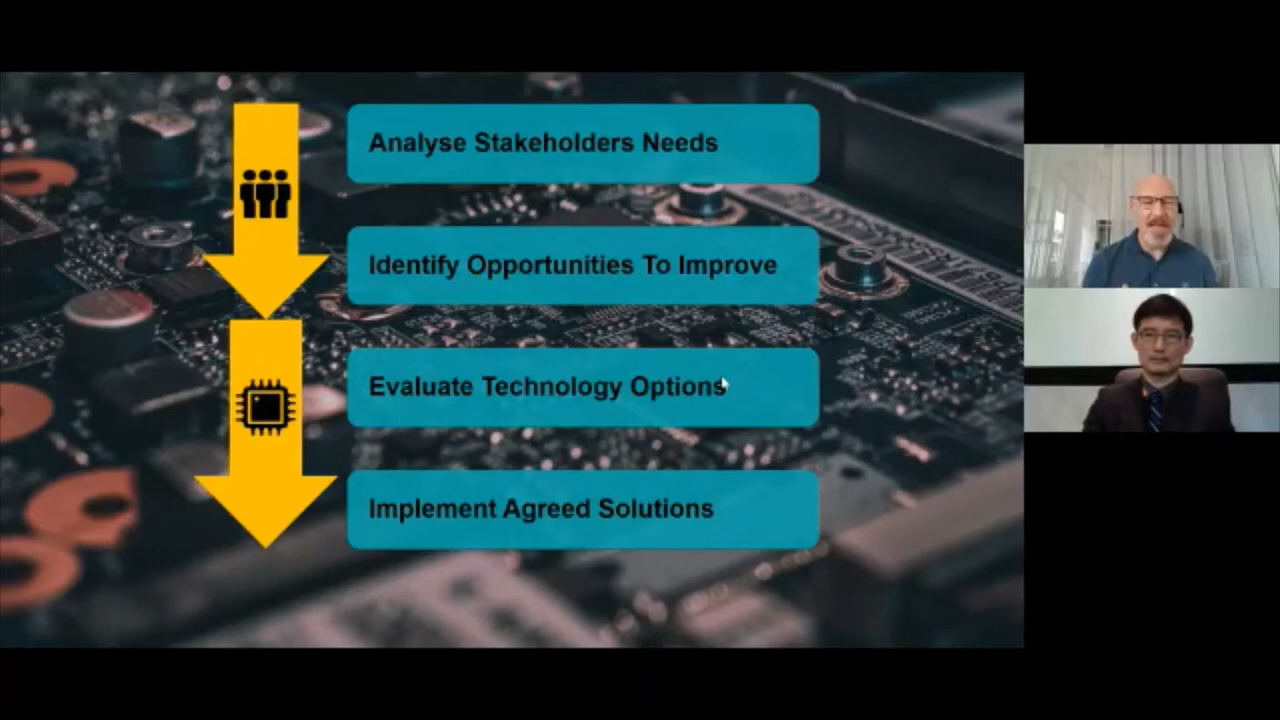 Analyse Stakeholders Needs
Identify Opportunities To Improve
Evaluate Technology Options
Implement Agreed Solutions